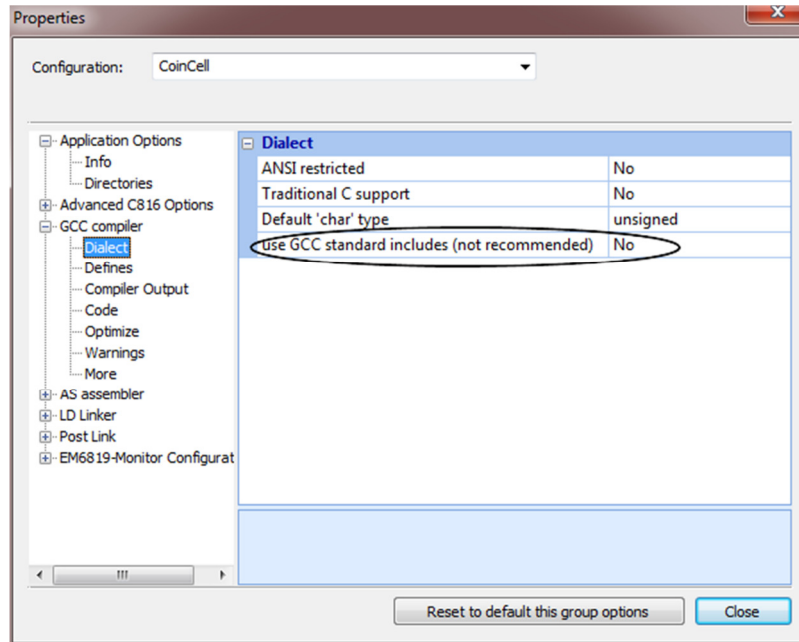 Properties
Configuration: CoinCell
Application Options
Info
Directories
Advanced C816 Options
GCC compiler
Dialect
Defines
Compiler Output
Code
Optimize
Warnings
More
AS assembler
LD Linker
Post Link
EM6819-Monitor Configurat
Dialect
ANSI restricted No
Traditional C support No
Default 'char' type unsigned
use GCC standard includes (not recommended) No
Reset to default this group options Close